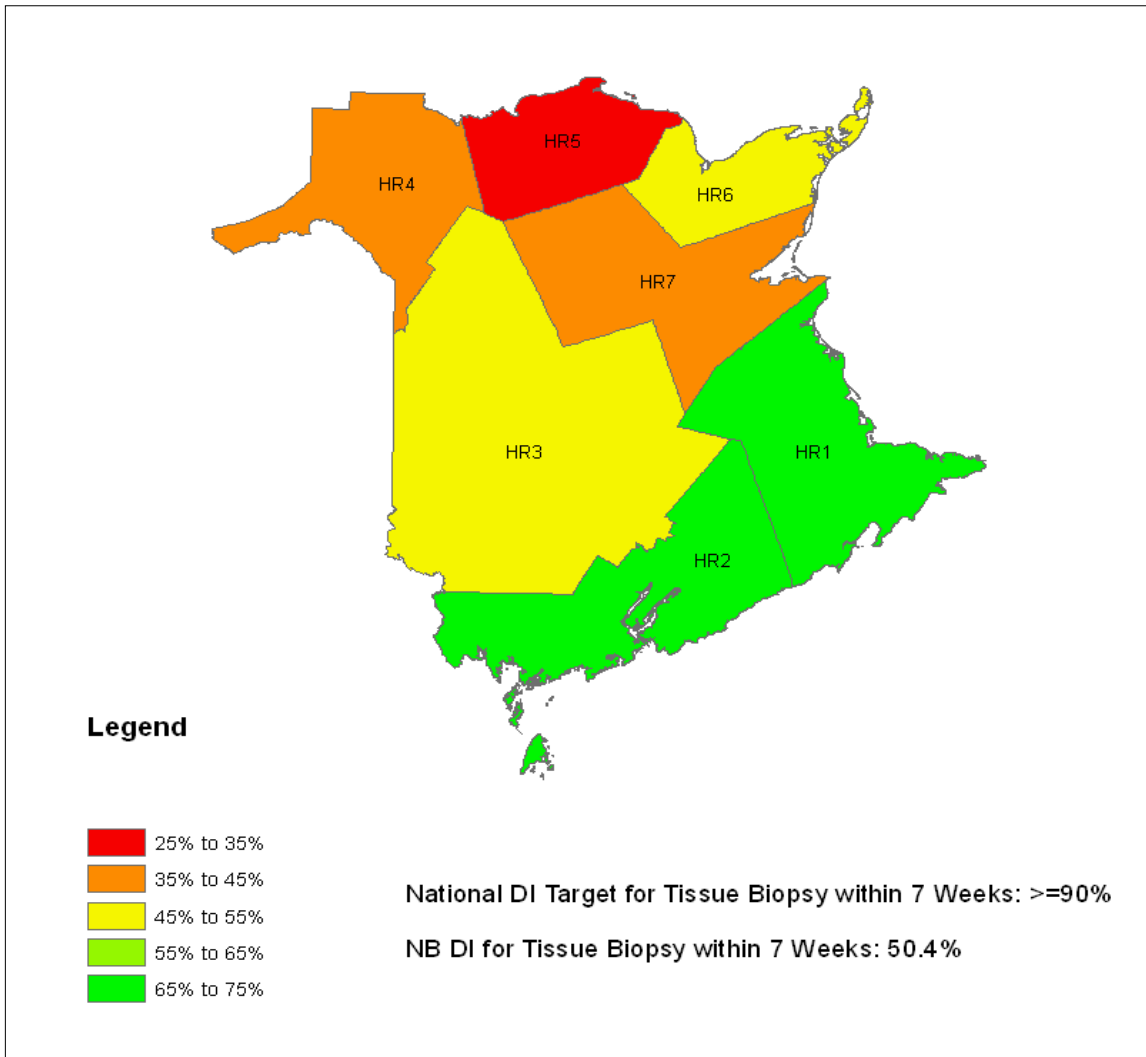 HR5
HR4
HR6
HR7
HR3
HR1
HR2
Legend
25% to 35%
35% to 45%
45% to 55%
55% to 65%
65% to 75%
National DI Target for Tissue Biopsy within 7 Weeks: >=90%
NB DI for Tissue Biopsy within 7 Weeks: 50.4%